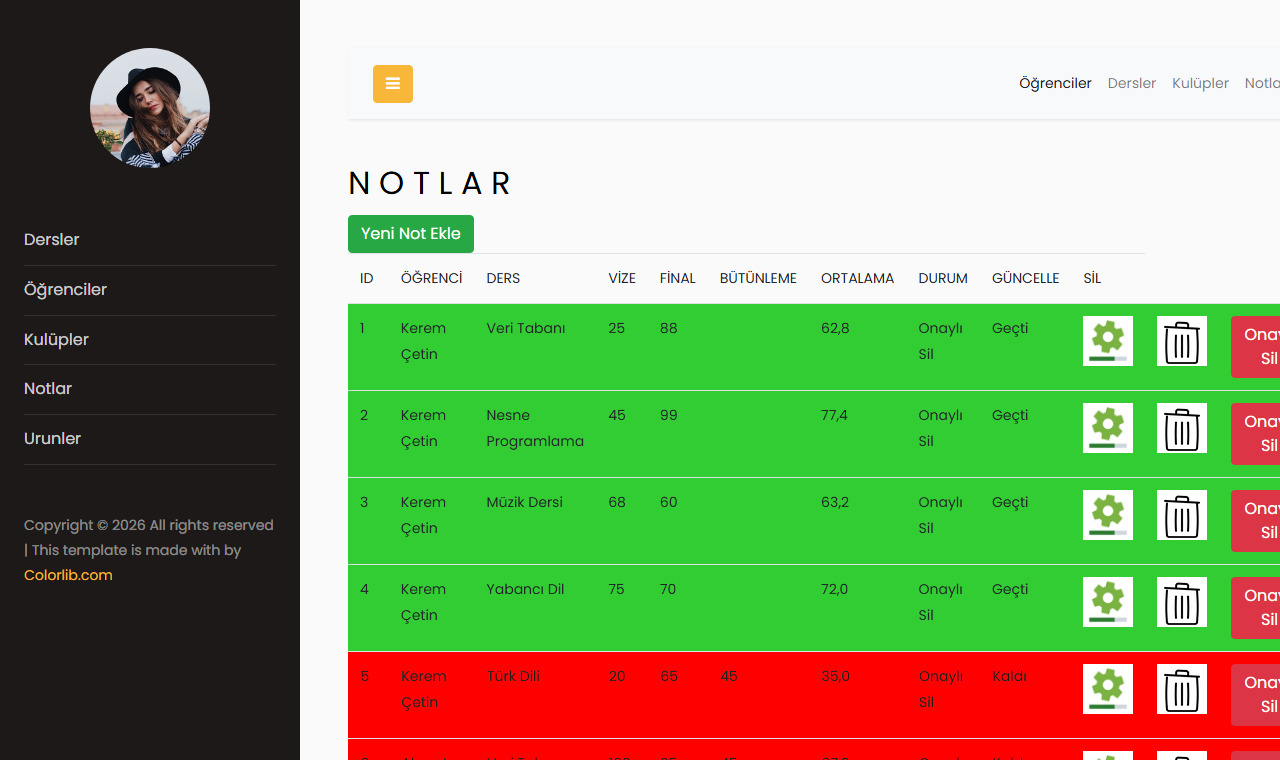 Öğrenciler Dersler Kulüpler
NOTLAR
Yeni Not Ekle
Dersler
Öğrenciler
Kulüpler
Notlar
Urunler
Copyright © 2026 All rights reserved
| This template is made with by
Colorlib.com
ID ÖĞRENCİ DERS VİZE FİNAL BÜTÜNLEME ORTALAMA DURUM GÜNCELLE SİL
1 Kerem Çetin Veri Tabanı 25 88 62,8 Onaylı Sil Geçti Sil
2 Kerem Çetin Nesne Programlama 45 99 77,4 Onaylı Sil Geçti Sil
3 Kerem Çetin Müzik Dersi 68 60 63,2 Onaylı Sil Geçti Sil
4 Kerem Çetin Yabancı Dil 75 70 72,0 Onaylı Sil Geçti Sil
5 Kerem Çetin Türk Dili 20 65 45 35,0 Onaylı Sil Kaldı Sil